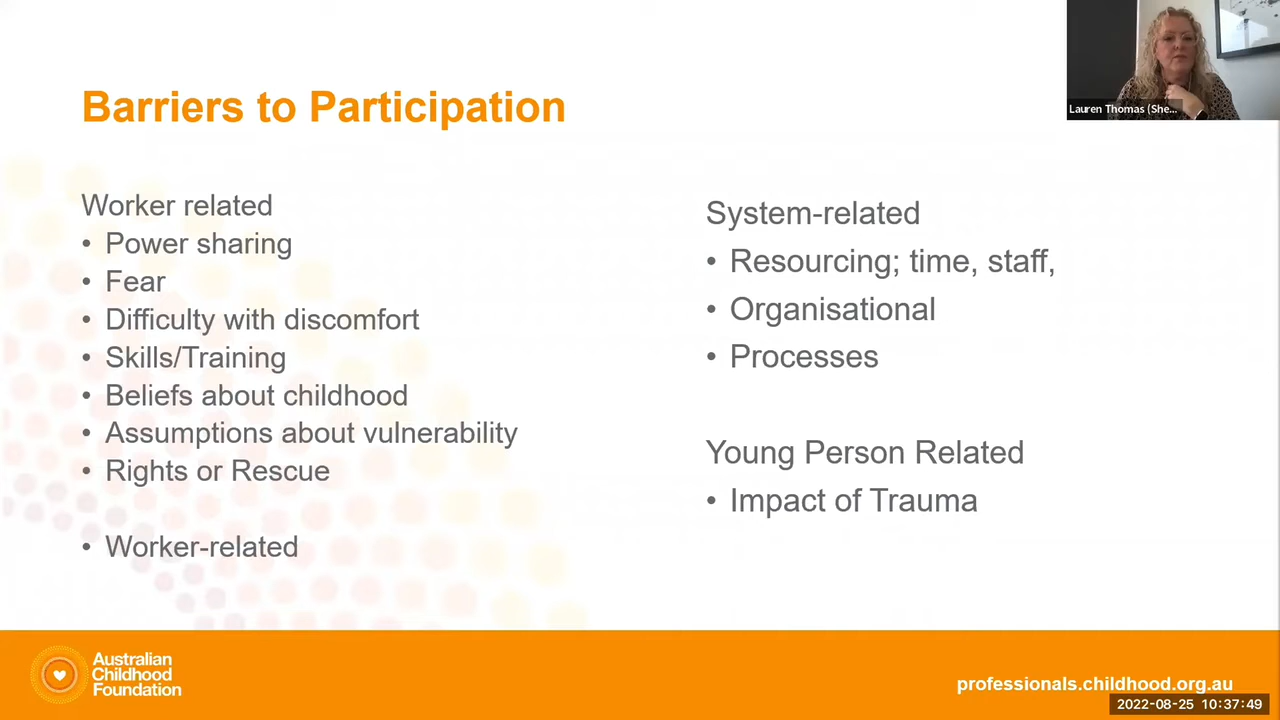 Barriers to Participation
Lauren Thomas (She...
Worker related
• Power sharing
• Fear
• Difficulty with discomfort
• Skills/Training
• Beliefs about childhood
• Assumptions about vulnerability
• Rights or Rescue
• Worker-related
System-related
• Resourcing; time, staff,
• Organisational
• Processes
Young Person Related
• Impact of Trauma
Australian
Childhood
Foundation
professionals.childhood.org.au
2022-08-25 10:37:49